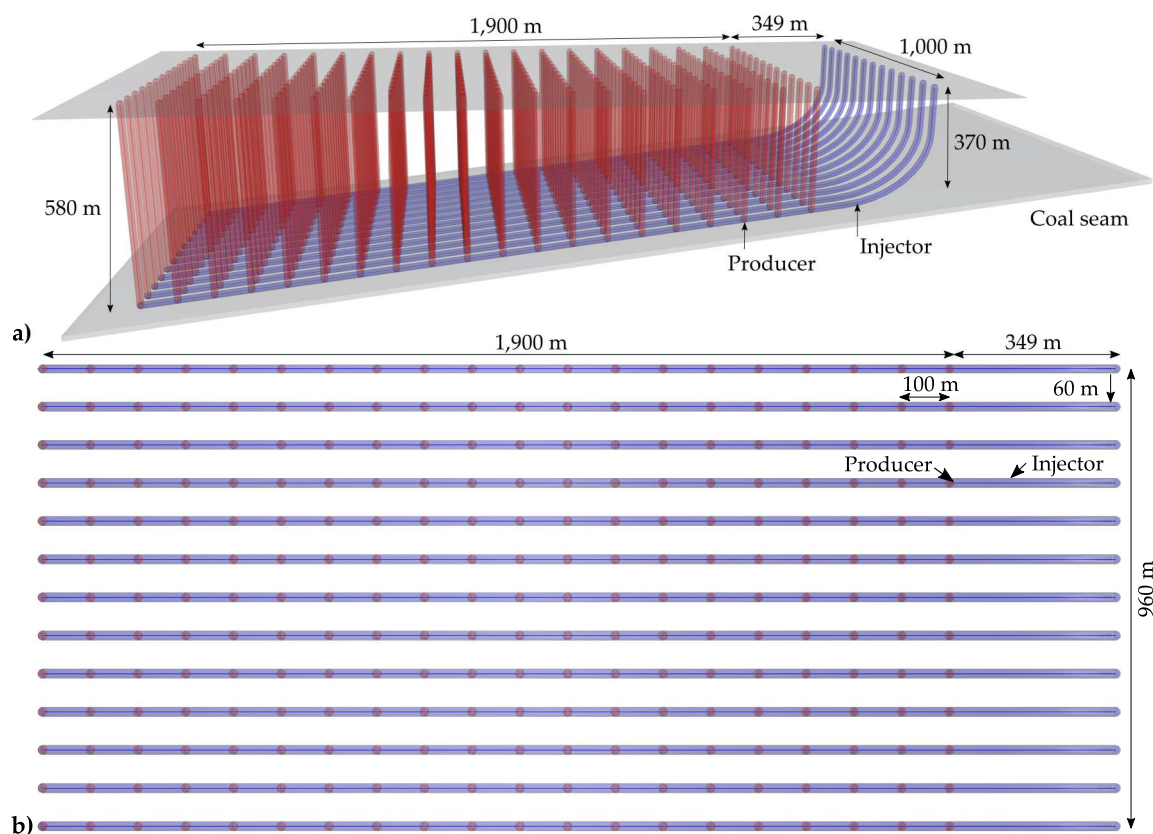 1,900 m
349 m
1,000 m
370 m
580 m
Coal seam
Injector
Producer
a)
1,900 m
349 m
100 m
60 m
Producer
Injector
960 m
b)